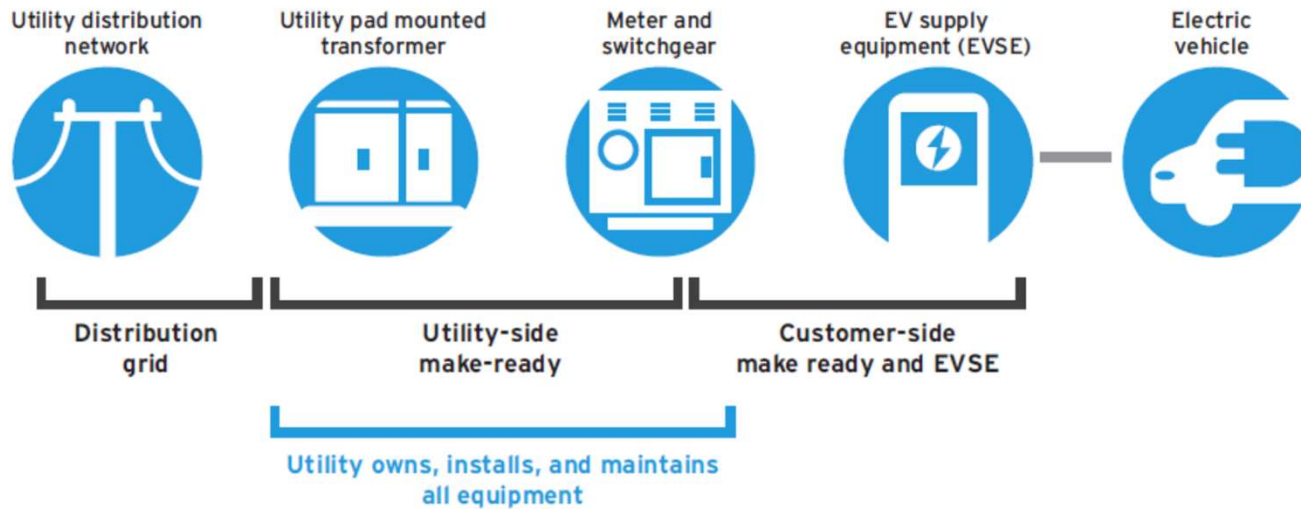 Utility distribution
network
Utility pad mounted
transformer
Meter and
switchgear
EV supply
equipment (EVSE)
Electric
vehicle
Distribution
grid
Utility-side
make-ready
Customer-side
make ready and EVSE
Utility owns, installs, and maintains
all equipment